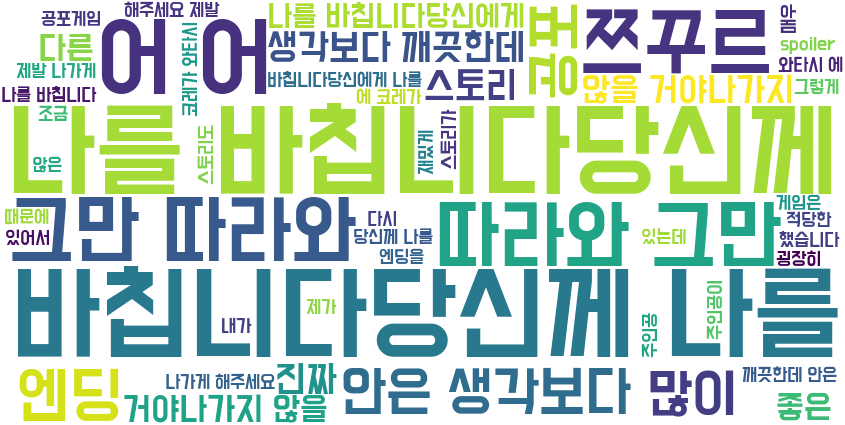 공포게임
해주세요 제발
나를 바칩니다당신에게
아
돔
다른
어 어
코레가 와타시
생각보다 깨끗한데
공포
쯔꾸르
spoiler
제발 나가게
바칩니다당신에게 나를
스토리
와타시 에
나를 바칩니다
에 코레가
않을 거야나가지
그렇게
조금
나를 바칩니다당신께
않은
스토리도
재밌게
스토리가
때문에
그만 따라와
다시
따라와 그만
게임은
적당한
있어서
당신께 나를
있는데
했습니다
엔딩을
굉장히
바칩니다당신께 나를
내가
제가
주인공
주인공이
엔딩
나가게 해주세요
진짜
안은 생각보다
많이
깨끗한데 안은
거야나가지 않을
좋은